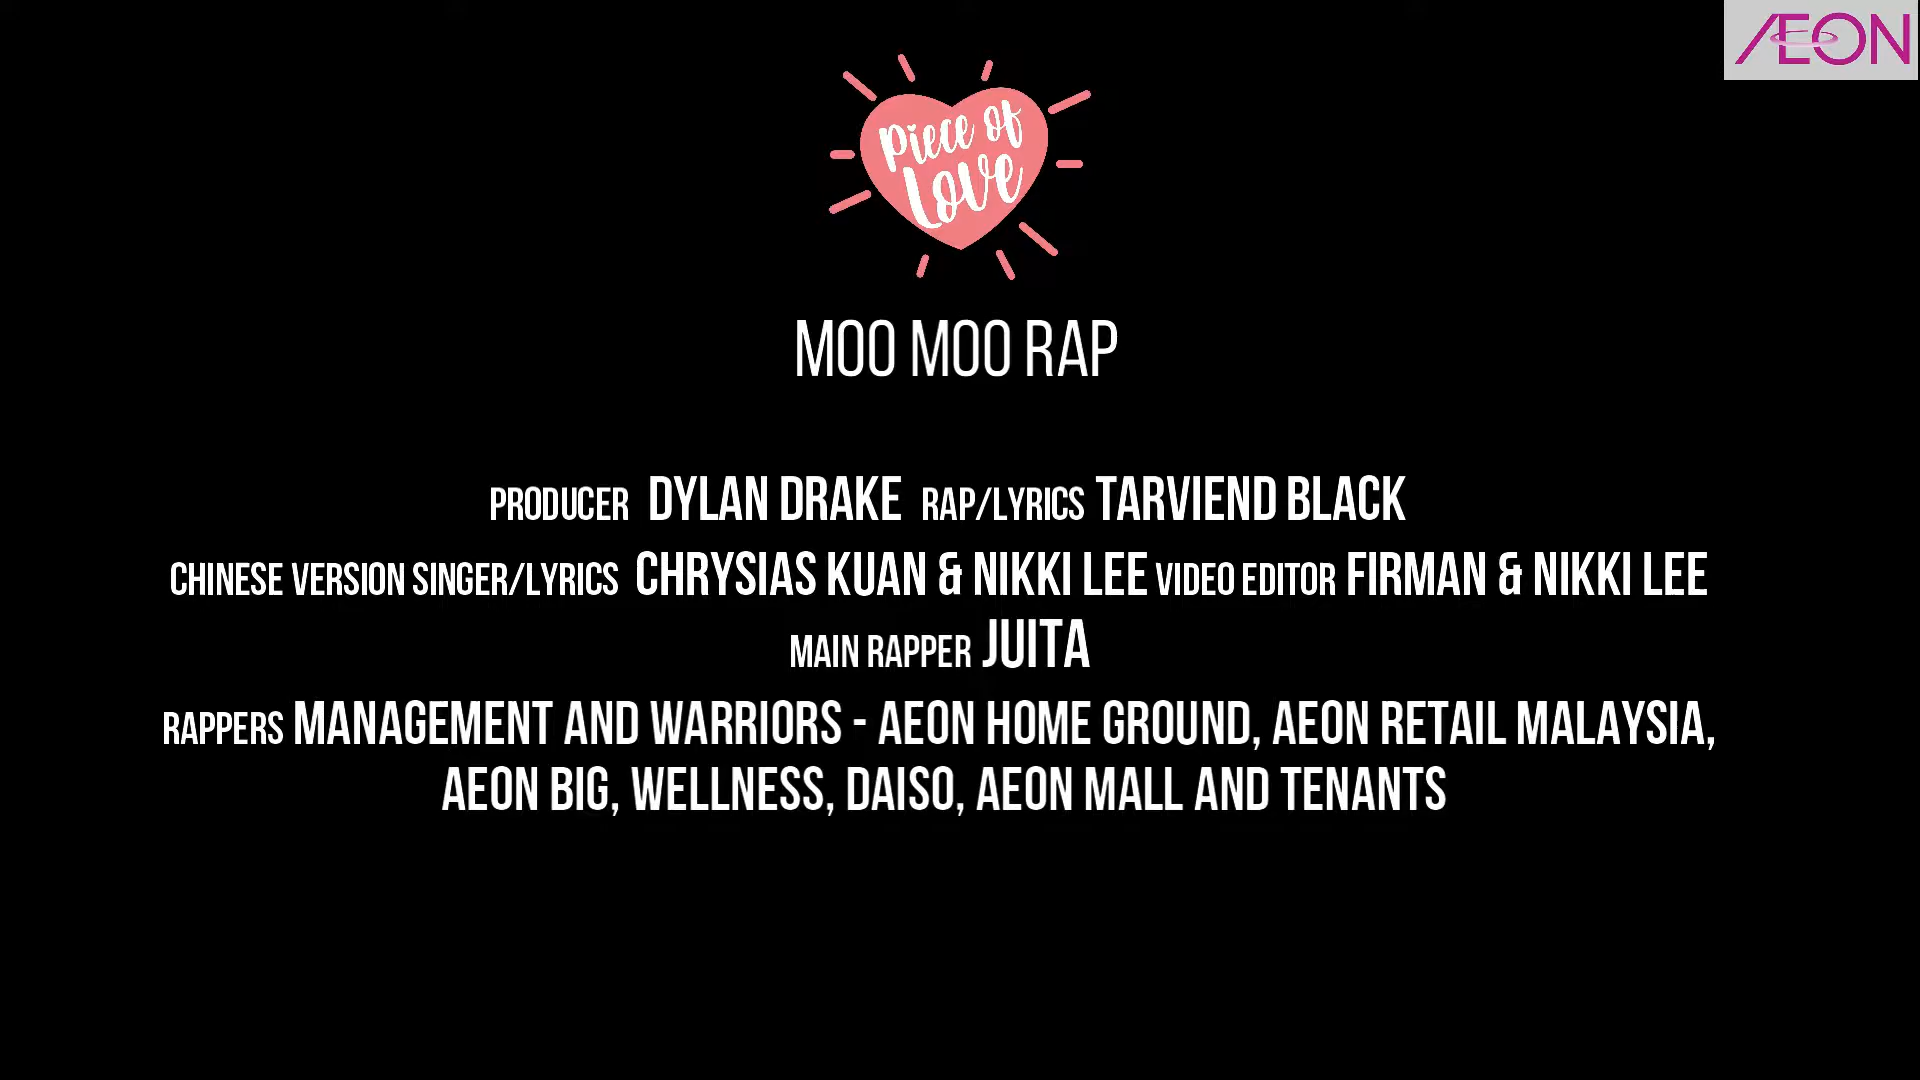 ÆON
Piece of
Love
MOO MOO RAP
PRODUCER DYLAN DRAKE RAP/LYRICS TARVIEND BLACK
CHINESE VERSION SINGER/LYRICS CHRYSIAS KUAN & NIKKI LEE VIDEO EDITOR FIRMAN & NIKKI LEE
MAIN RAPPER JUITA
RAPPERS MANAGEMENT AND WARRIORS - AEON HOME GROUND, AEON RETAIL MALAYSIA,
AEON BIG, WELLNESS, DAISO, AEON MALL AND TENANTS